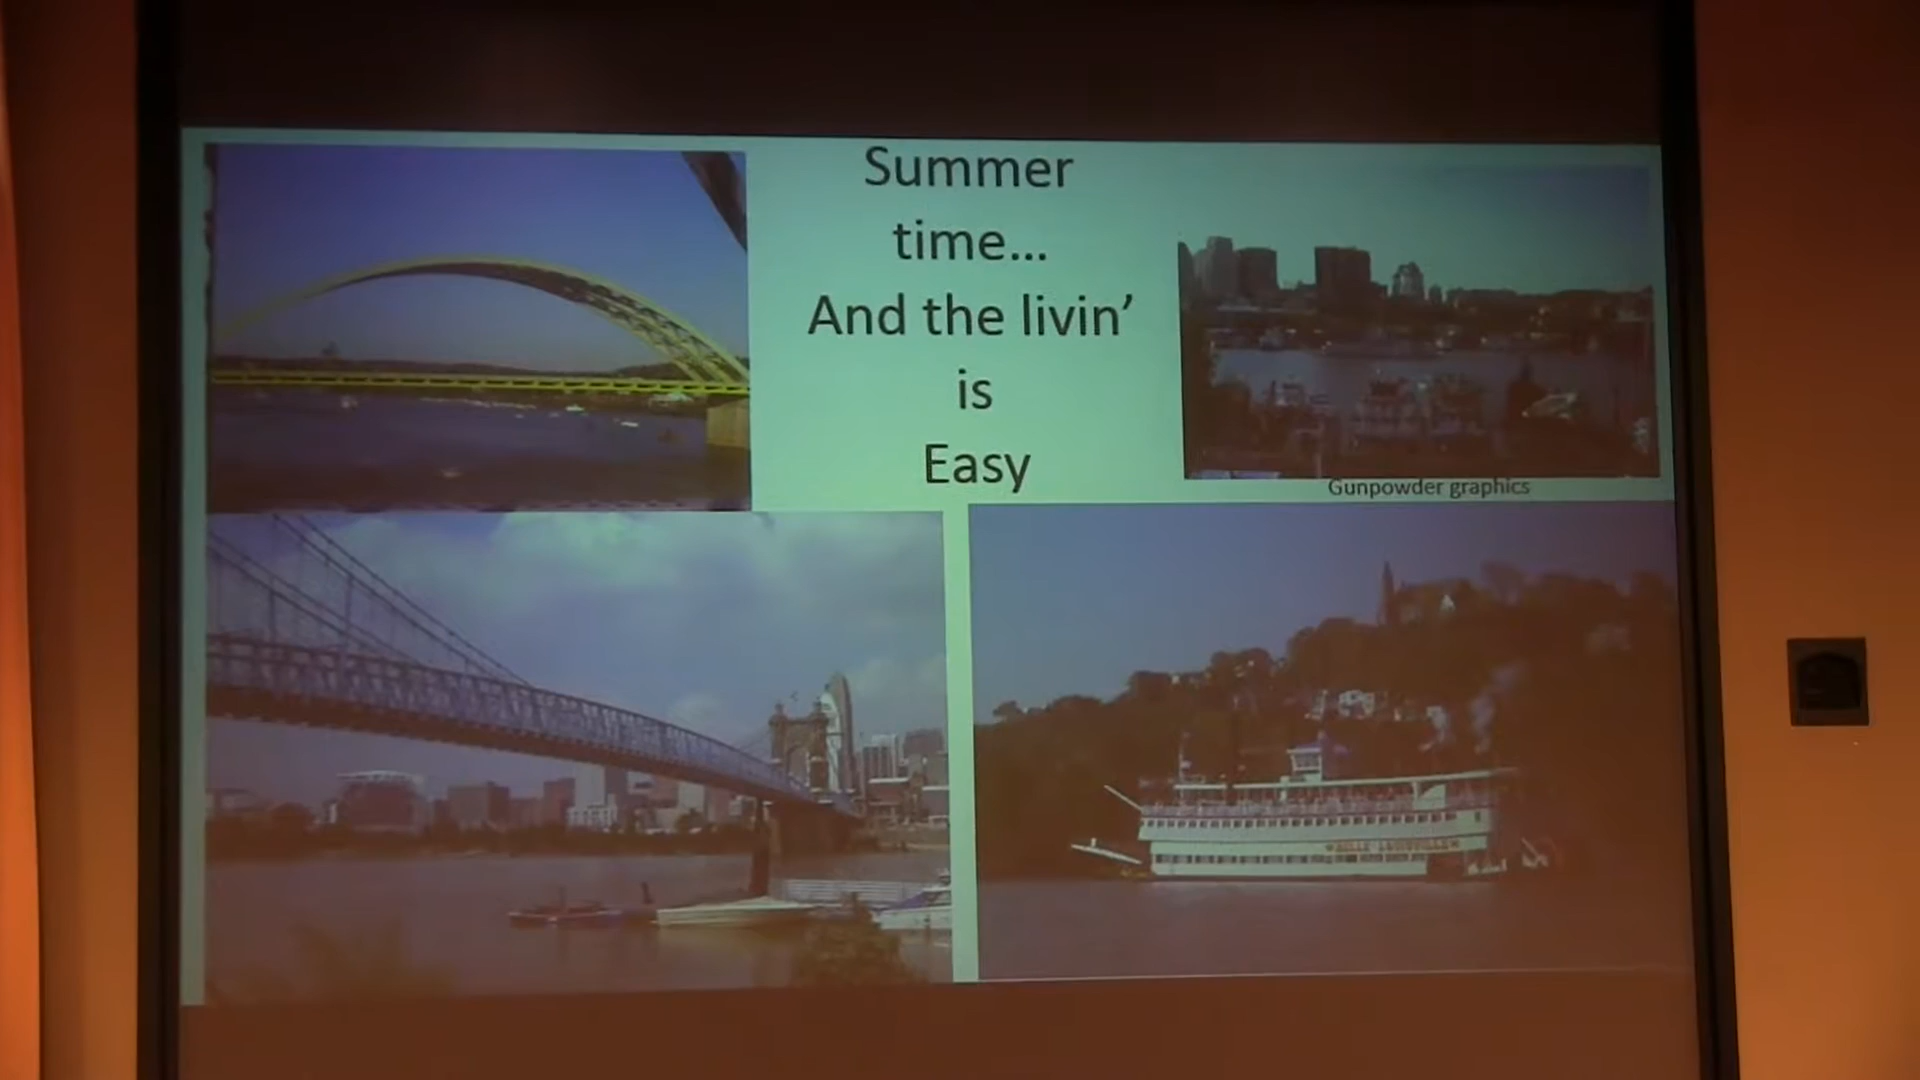 Summer
time...
And the livin’
is
Easy
Gunpowder graphics